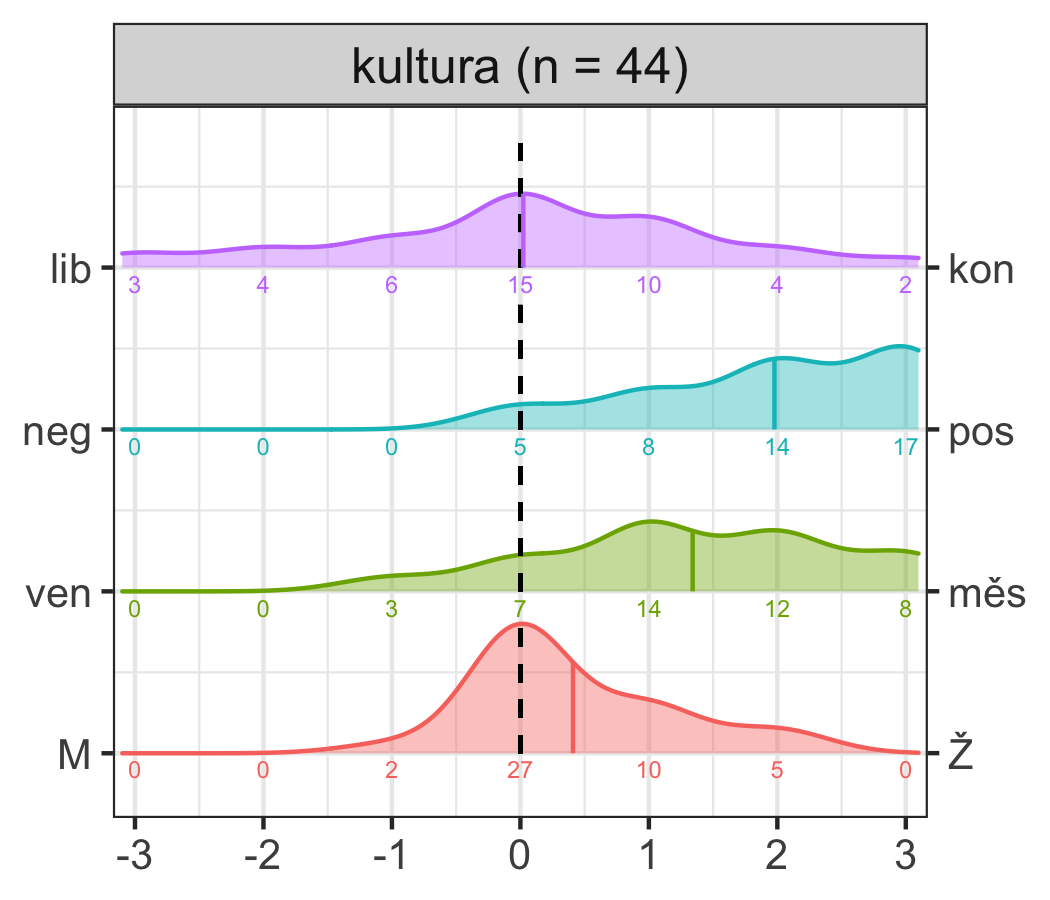 kultura (n = 44)
lib kon
3 4 6 15 10 4 2
neg pos
0 0 0 5 8 14 17
ven měs
0 0 3 7 14 12 8
M Ž
0 0 2 27 10 5 0
-3 -2 -1 0 1 2 3